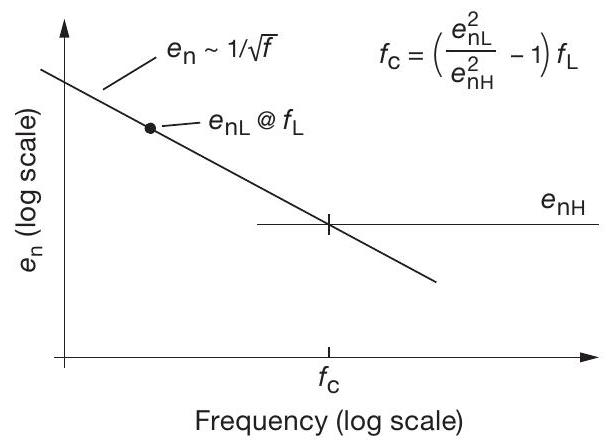 e_n ~ 1/√f
f_c = (e_nL^2 / e_nH^2 - 1) f_L
e_nL @ f_L
e_nH
e_n (log scale)
f_c
Frequency (log scale)